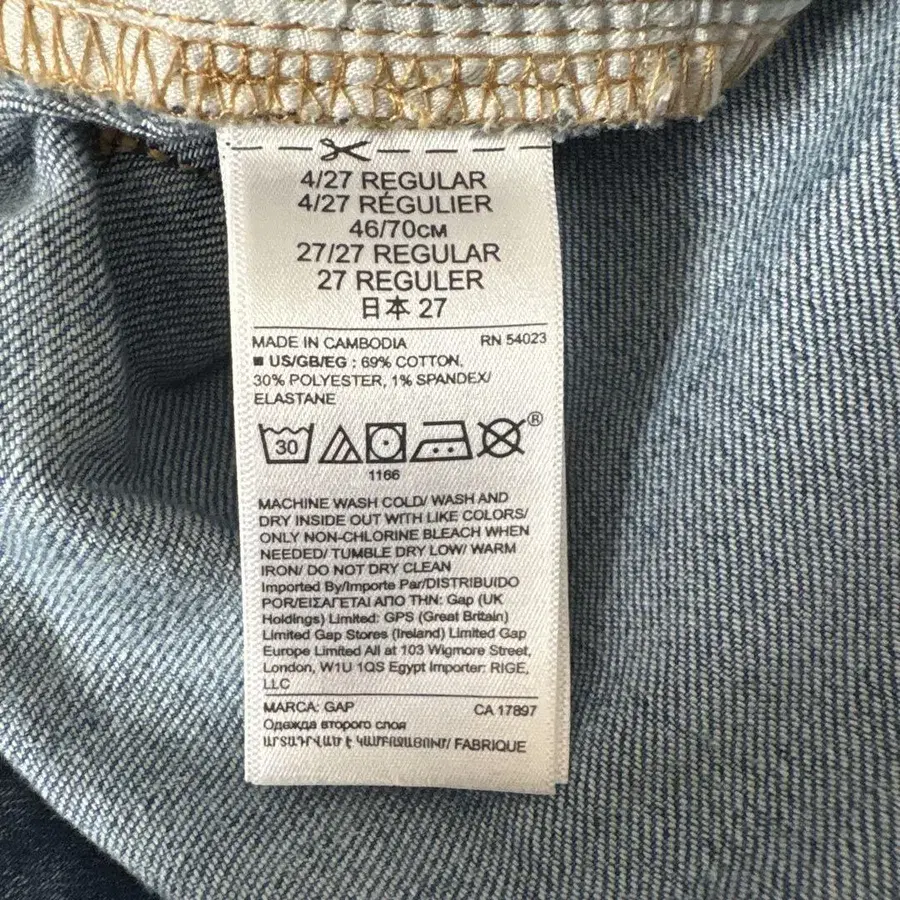 4/27 REGULAR
4/27 RÉGULIER
46/70см
27/27 REGULAR
27 REGULER
日本 27
MADE IN CAMBODIA RN 54023
■ US/GB/EG : 69% COTTON,
30% POLYESTER, 1% SPANDEX/
ELASTANE
30 ®
1166
MACHINE WASH COLD/ WASH AND
DRY INSIDE OUT WITH LIKE COLORS/
ONLY NON-CHLORINE BLEACH WHEN
NEEDED/ TUMBLE DRY LOW/ WARM
IRON/ DO NOT DRY CLEAN
Imported By/Importe Par/DISTRIBUIDO
POR/ΕΙΣΑΓΕΤΑΙ ΑΠΟ ΤΗΝ: Gap (UK
Holdings) Limited: GPS (Great Britain)
Limited Gap Stores (Ireland) Limited Gap
Europe Limited All at 103 Wigmore Street,
London, W1U 1QS Egypt Importer: RIGE,
LLC
MARCA: GAP CA 17897
Одежда второго слоя
ԱՐՏԱԴՐՎԱԾ Է ԿԱՄԲՈՋԱՅՈՒՄ/ FABRIQUE